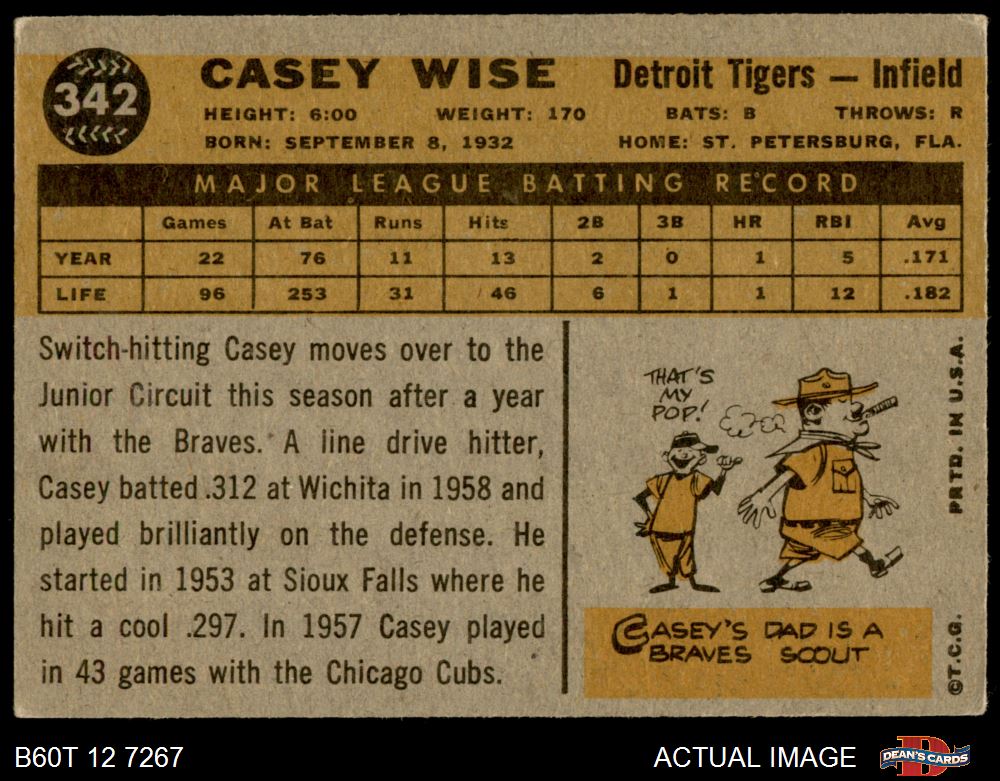 342
CASEY WISE
Detroit Tigers — Infield
HEIGHT: 6:00 WEIGHT: 170 BATS: B THROWS: R
BORN: SEPTEMBER 8, 1932 HOME: ST. PETERSBURG, FLA.
MAJOR LEAGUE BATTING RECORD
Games At Bat Runs Hits 2B 3B HR RBI Avg
YEAR 22 76 11 13 2 0 1 5 .171
LIFE 96 253 31 46 6 1 1 12 .182
Switch-hitting Casey moves over to the
Junior Circuit this season after a year
with the Braves. A line drive hitter,
Casey batted .312 at Wichita in 1958 and
played brilliantly on the defense. He
started in 1953 at Sioux Falls where he
hit a cool .297. In 1957 Casey played
in 43 games with the Chicago Cubs.
THAT'S
MY
POP!
CASEY'S DAD IS A
BRAVES SCOUT
©T.C.G.
PRTD. IN U.S.A.
B60T 12 7267
ACTUAL IMAGE
D
DEAN'S CARDS